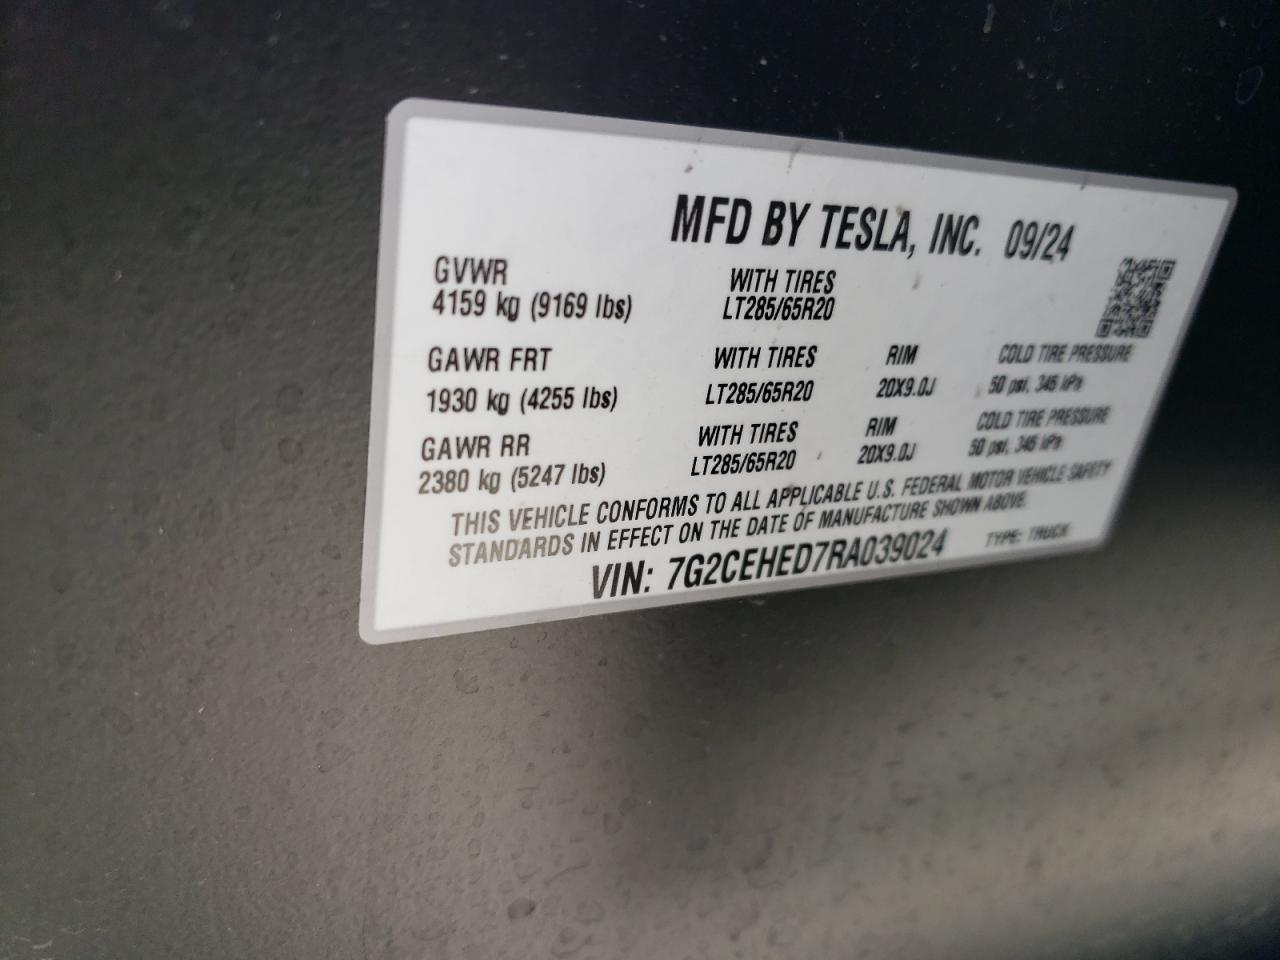 MFD BY TESLA, INC. 09/24
GVWR WITH TIRES
4159 kg (9169 lbs) LT285/65R20
GAWR FRT WITH TIRES RIM COLD TIRE PRESSURE
1930 kg (4255 lbs) LT285/65R20 20X9.0J 50 psi, 345 kPa
GAWR RR WITH TIRES RIM COLD TIRE PRESSURE
2380 kg (5247 lbs) LT285/65R20 20X9.0J 50 psi, 345 kPa
THIS VEHICLE CONFORMS TO ALL APPLICABLE U.S. FEDERAL MOTOR VEHICLE SAFETY
STANDARDS IN EFFECT ON THE DATE OF MANUFACTURE SHOWN ABOVE.
VIN: 7G2CEHED7RA039024 TYPE: TRUCK